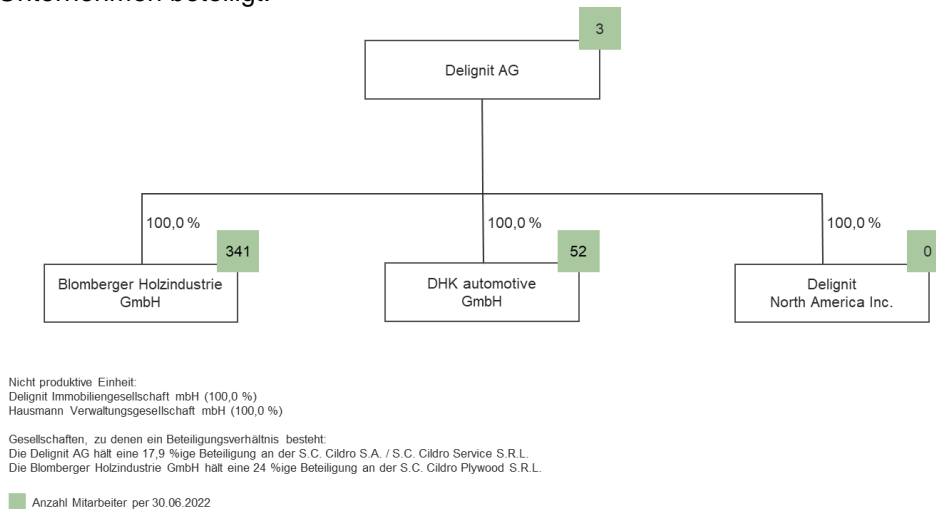 Unternehmen beteiligt.
3
Delignit AG
100,0 %
100,0 %
100,0 %
341
52
0
Blomberger Holzindustrie
GmbH
DHK automotive
GmbH
Delignit
North America Inc.
Nicht produktive Einheit:
Delignit Immobiliengesellschaft mbH (100,0 %)
Hausmann Verwaltungsgesellschaft mbH (100,0 %)
Gesellschaften, zu denen ein Beteiligungsverhältnis besteht:
Die Delignit AG hält eine 17,9 %ige Beteiligung an der S.C. Cildro S.A. / S.C. Cildro Service S.R.L.
Die Blomberger Holzindustrie GmbH hält eine 24 %ige Beteiligung an der S.C. Cildro Plywood S.R.L.
Anzahl Mitarbeiter per 30.06.2022